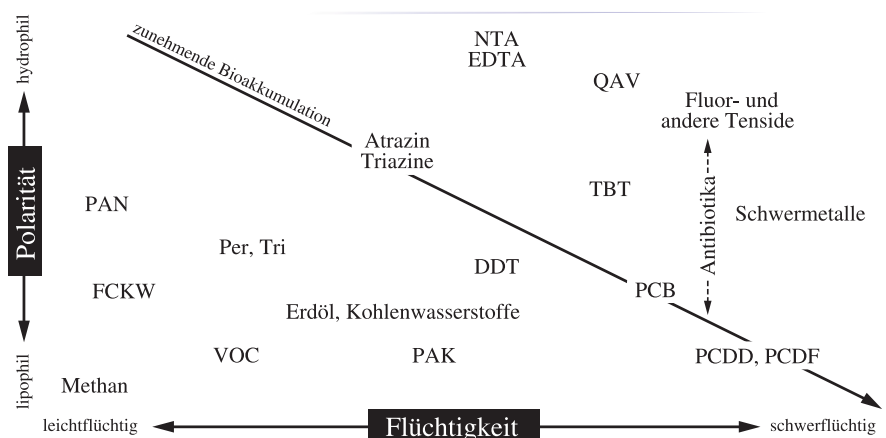 hydrophil
zunehmende Bioakkumulation
NTA
EDTA
QAV
Fluor- und
andere Tenside
Atrazin
Triazine
Polarität
PAN
TBT
Antibiotika
Schwermetalle
Per, Tri
DDT
FCKW
PCB
Erdöl, Kohlenwasserstoffe
VOC
PAK
PCDD, PCDF
lipophil
Methan
leichtflüchtig
Flüchtigkeit
schwerflüchtig